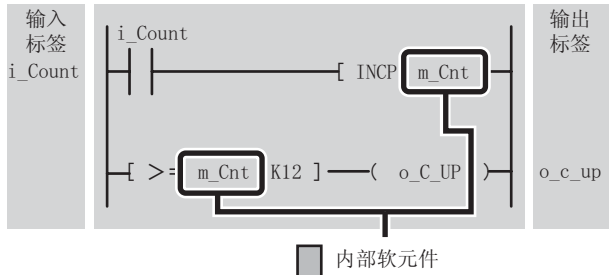 输入
标签
i_Count
i_Count
INCP m_Cnt
>= m_Cnt K12
o_C_UP
输出
标签
o_c_up
内部软元件